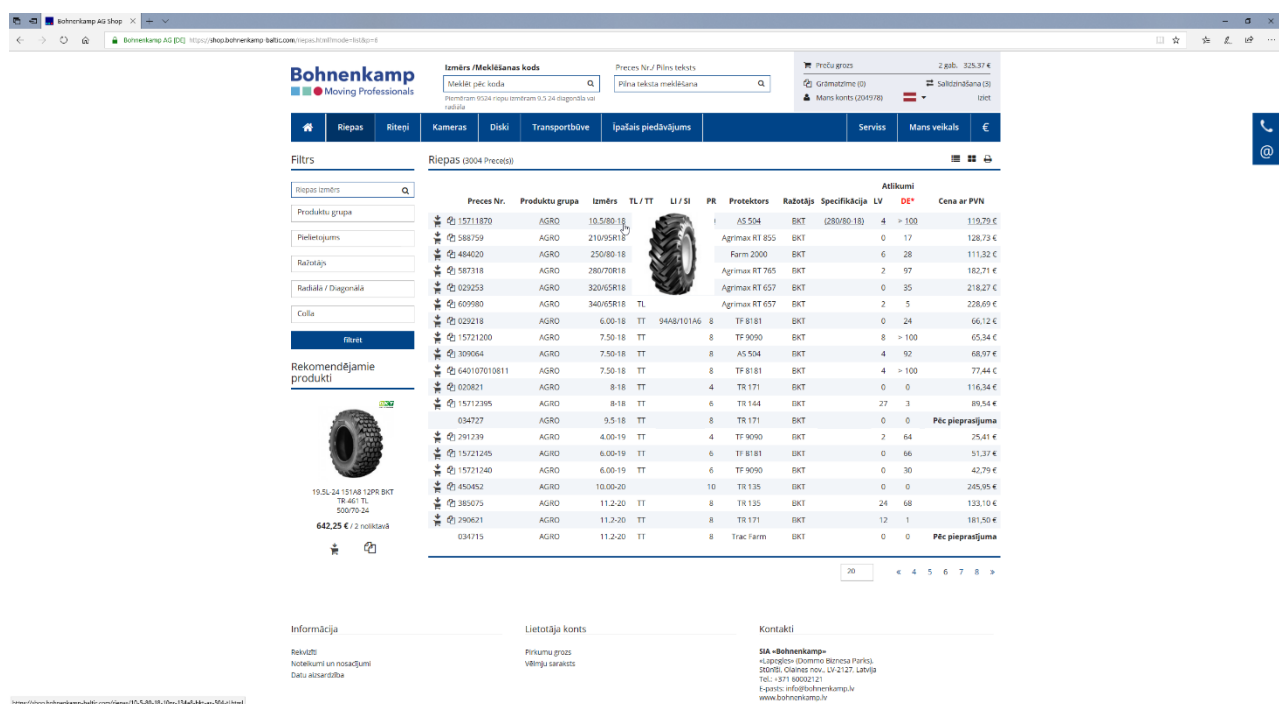 Bohnenkamp AG Shop
Bohnenkamp AG [DE] https://shop.bohnenkamp-baltic.com/riepas.html?mode=list&p=8
Bohnenkamp
Moving Professionals
Izmērs /Meklēšanas kods
Meklēt pēc koda
Piemēram 9524 riepu izmēram 9.5 24 diagonāla vai
radiāla
Preces Nr./ Pilns teksts
Pilna teksta meklēšana
Preču grozs 2 gab. 325.37 €
Grāmatzīme (0) Salīdzināšana (3)
Mans konts (204978) Iziet
Riepas Riteņi Kameras Diski Transportbūve Īpašais piedāvājums Serviss Mans veikals €
Filtrs
Riepas izmērs
Produktu grupa
Pielietojums
Ražotājs
Radiālā / Diagonālā
Colla
filtrēt
Rekomendējamie
produkti
19.5L-24 151A8 12PR BKT
TR-461 TL
500/70-24
642,25 € / 2 noliktavā
Riepas (3004 Prece(s))
Atlikumi
Preces Nr. Produktu grupa Izmērs TL / TT LI / SI PR Protektors Ražotājs Specifikācija LV DE* Cena ar PVN
15711870 AGRO 10.5/80-18 AS 504 BKT (280/80-18) 4 > 100 119,79 €
588759 AGRO 210/95R18 Agrimax RT 855 BKT 0 17 128,73 €
484020 AGRO 250/80-18 Farm 2000 BKT 6 28 111,32 €
587318 AGRO 280/70R18 Agrimax RT 765 BKT 2 97 182,71 €
029253 AGRO 320/65R18 Agrimax RT 657 BKT 0 35 218,27 €
609980 AGRO 340/65R18 TL Agrimax RT 657 BKT 2 5 228,69 €
029218 AGRO 6.00-18 TT 94A8/101A6 8 TF 8181 BKT 0 24 66,12 €
15721200 AGRO 7.50-18 TT 8 TF 9090 BKT 8 > 100 65,34 €
309064 AGRO 7.50-18 TT 8 AS 504 BKT 4 92 68,97 €
640107010811 AGRO 7.50-18 TT 8 TF 8181 BKT 4 > 100 77,44 €
020821 AGRO 8-18 TT 4 TR 171 BKT 0 0 116,34 €
15712395 AGRO 8-18 TT 6 TR 144 BKT 27 3 89,54 €
034727 AGRO 9.5-18 TT 8 TR 171 BKT 0 0 Pēc pieprasījuma
291239 AGRO 4.00-19 TT 4 TF 9090 BKT 2 64 25,41 €
15721245 AGRO 6.00-19 TT 6 TF 8181 BKT 0 66 51,37 €
15721240 AGRO 6.00-19 TT 6 TF 9090 BKT 0 30 42,79 €
450452 AGRO 10.00-20 10 TR 135 BKT 0 0 245,95 €
385075 AGRO 11.2-20 TT 8 TR 135 BKT 24 68 133,10 €
290621 AGRO 11.2-20 TT 8 TR 171 BKT 12 1 181,50 €
034715 AGRO 11.2-20 TT 8 Trac Farm BKT 0 0 Pēc pieprasījuma
20 « 4 5 6 7 8 »
Informācija
Rekvizīti
Noteikumi un nosacījumi
Datu aizsardzība
Lietotāja konts
Pirkumu grozs
Vēlmju saraksts
Kontakti
SIA «Bohnenkamp»
«Lapegles» (Dommo Biznesa Parks),
Stūnīši, Olaines nov., LV-2127, Latvija
Tel.: +371 60002121
E-pasts: info@bohnenkamp.lv
www.bohnenkamp.lv